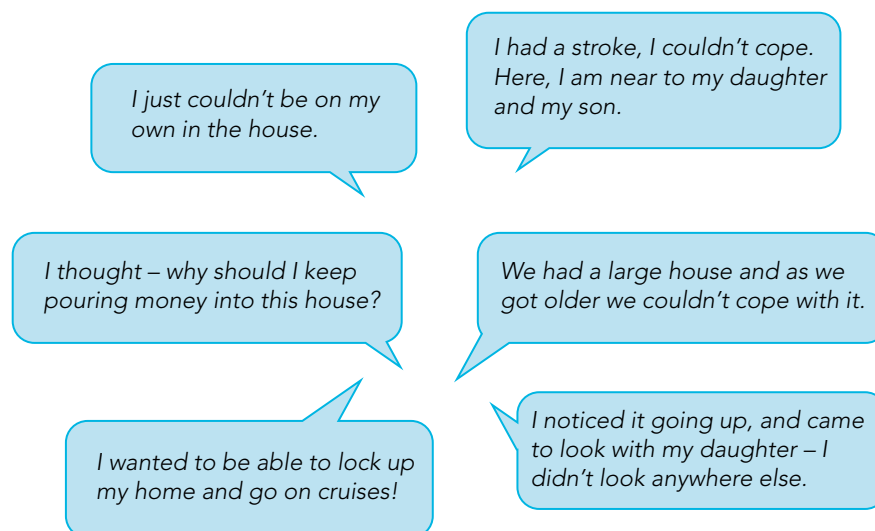 I had a stroke, I couldn't cope.
Here, I am near to my daughter
and my son.
I just couldn't be on my
own in the house.
I thought – why should I keep
pouring money into this house?
We had a large house and as we
got older we couldn't cope with it.
I noticed it going up, and came
to look with my daughter – I
didn't look anywhere else.
I wanted to be able to lock up
my home and go on cruises!